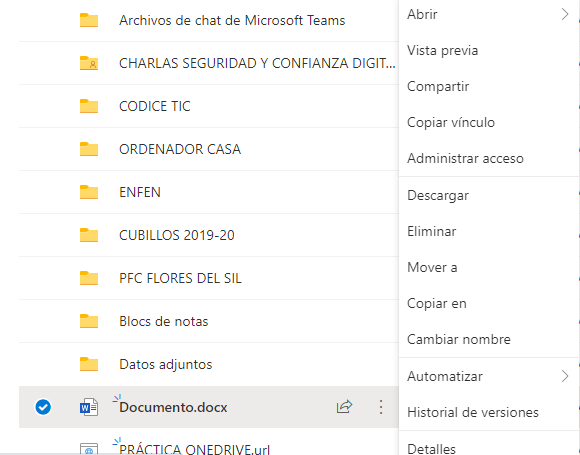 Archivos de chat de Microsoft Teams
CHARLAS SEGURIDAD Y CONFIANZA DIGIT...
CODICE TIC
ORDENADOR CASA
ENFEN
CUBILLOS 2019-20
PFC FLORES DEL SIL
Blocs de notas
Datos adjuntos
Documento.docx
PRÁCTICA ONEDRIVE.url
Abrir
Vista previa
Compartir
Copiar vínculo
Administrar acceso
Descargar
Eliminar
Mover a
Copiar en
Cambiar nombre
Automatizar
Historial de versiones
Detalles